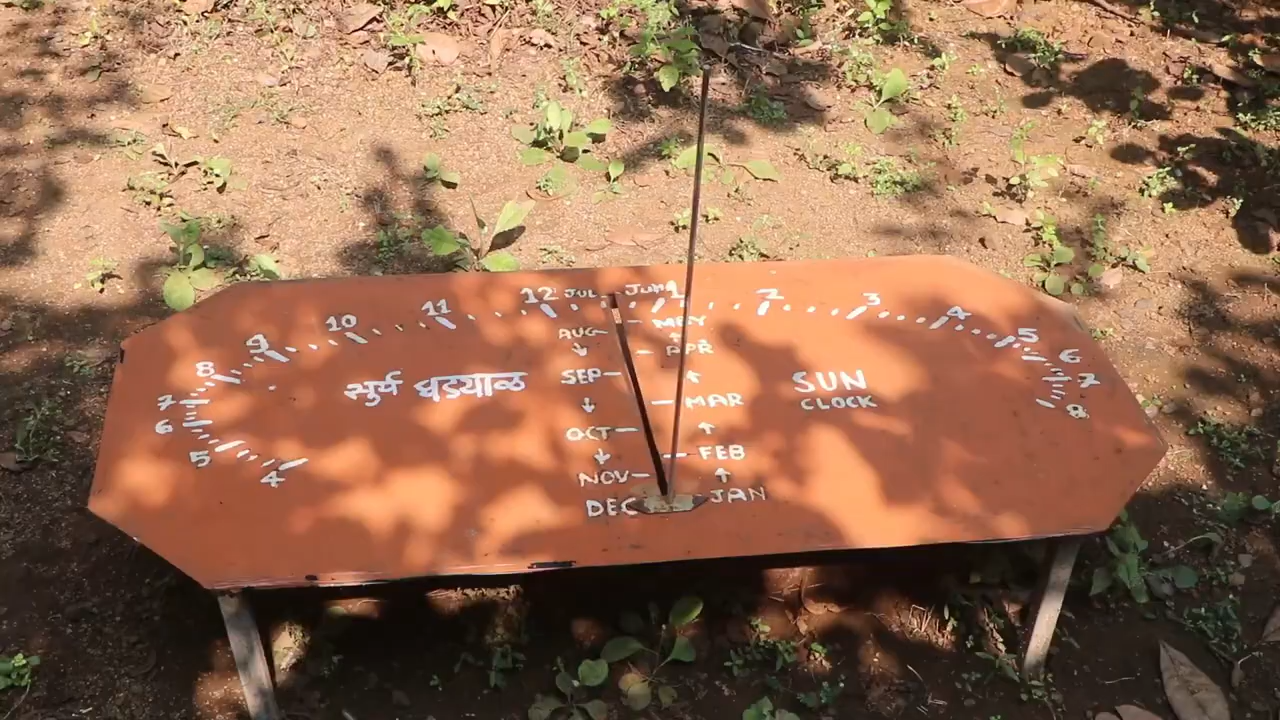 4 5 6 7 8 9 10 11 12 1 2 3 4 5 6 7 8
JUL JUN
AUG MAY
APR
SEP
MAR
OCT
FEB
NOV
DEC JAN
सुर्य घडयाळ
SUN
CLOCK